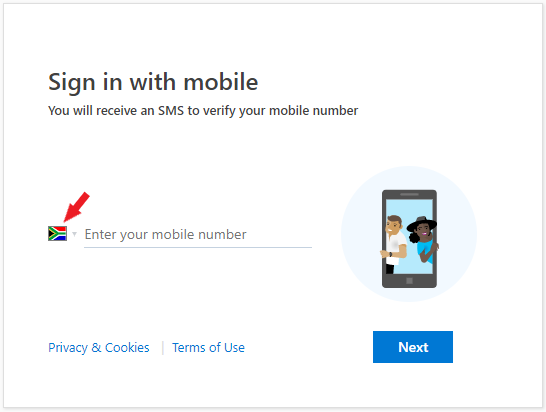 Sign in with mobile
You will receive an SMS to verify your mobile number
Enter your mobile number
Privacy & Cookies | Terms of Use
Next